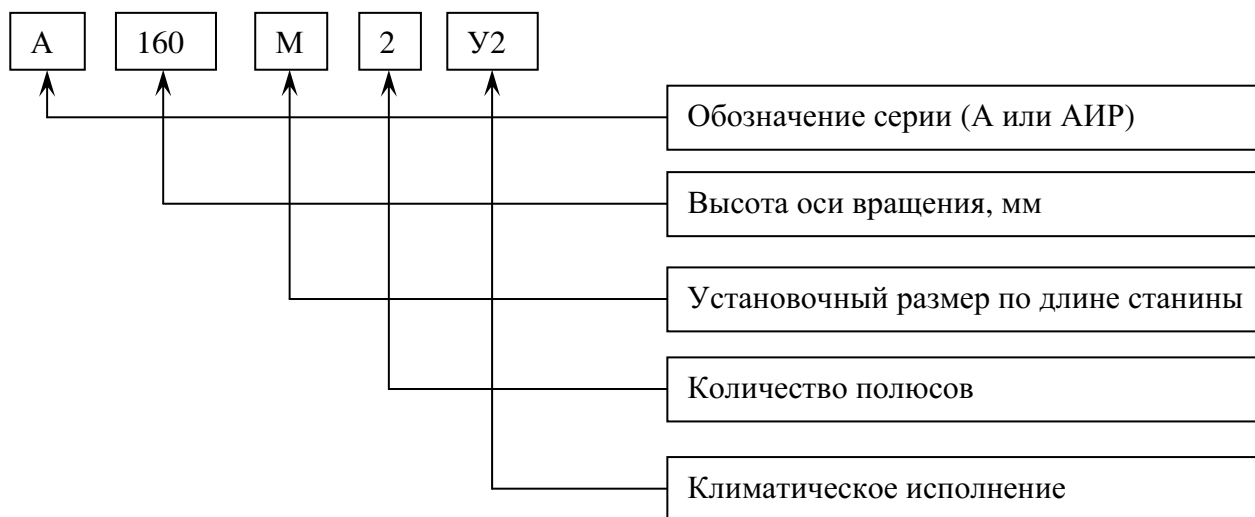 А 160 М 2 У2
Обозначение серии (А или АИР)
Высота оси вращения, мм
Установочный размер по длине станины
Количество полюсов
Климатическое исполнение